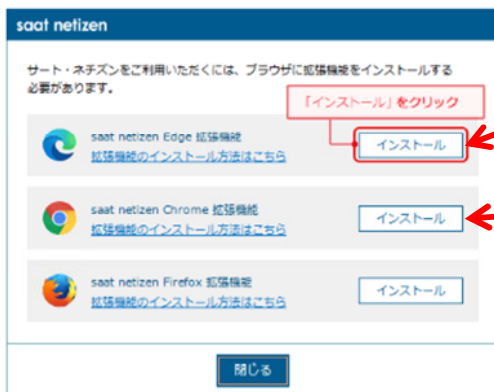 saat netizen
サート・ネチズンをご利用いただくには、ブラウザに拡張機能をインストールする
必要があります。
「インストール」をクリック
saat netizen Edge 拡張機能
拡張機能のインストール方法はこちら
インストール
saat netizen Chrome 拡張機能
拡張機能のインストール方法はこちら
インストール
saat netizen Firefox 拡張機能
拡張機能のインストール方法はこちら
インストール
閉じる